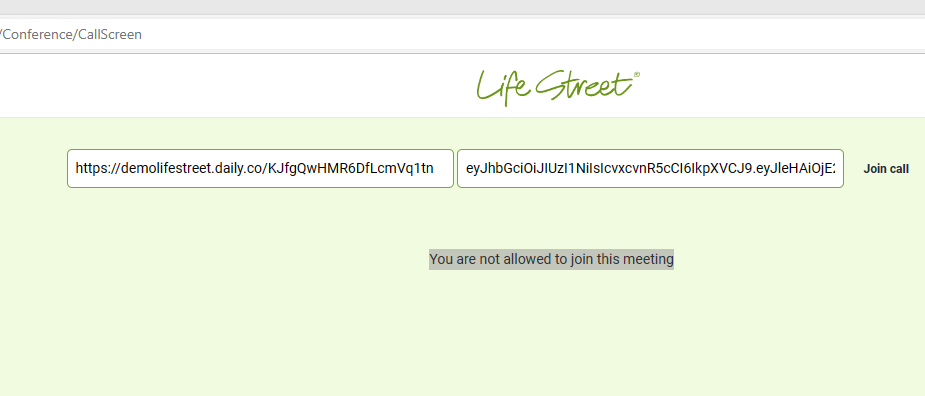 /Conference/CallScreen
Life Street®
https://demolifestreet.daily.co/KJfgQwHMR6DfLcmVq1tn
eyJhbGciOiJIUzI1NiIsIcvxcvnR5cCI6IkpXVCJ9.eyJleHAiOjE2
Join call
You are not allowed to join this meeting